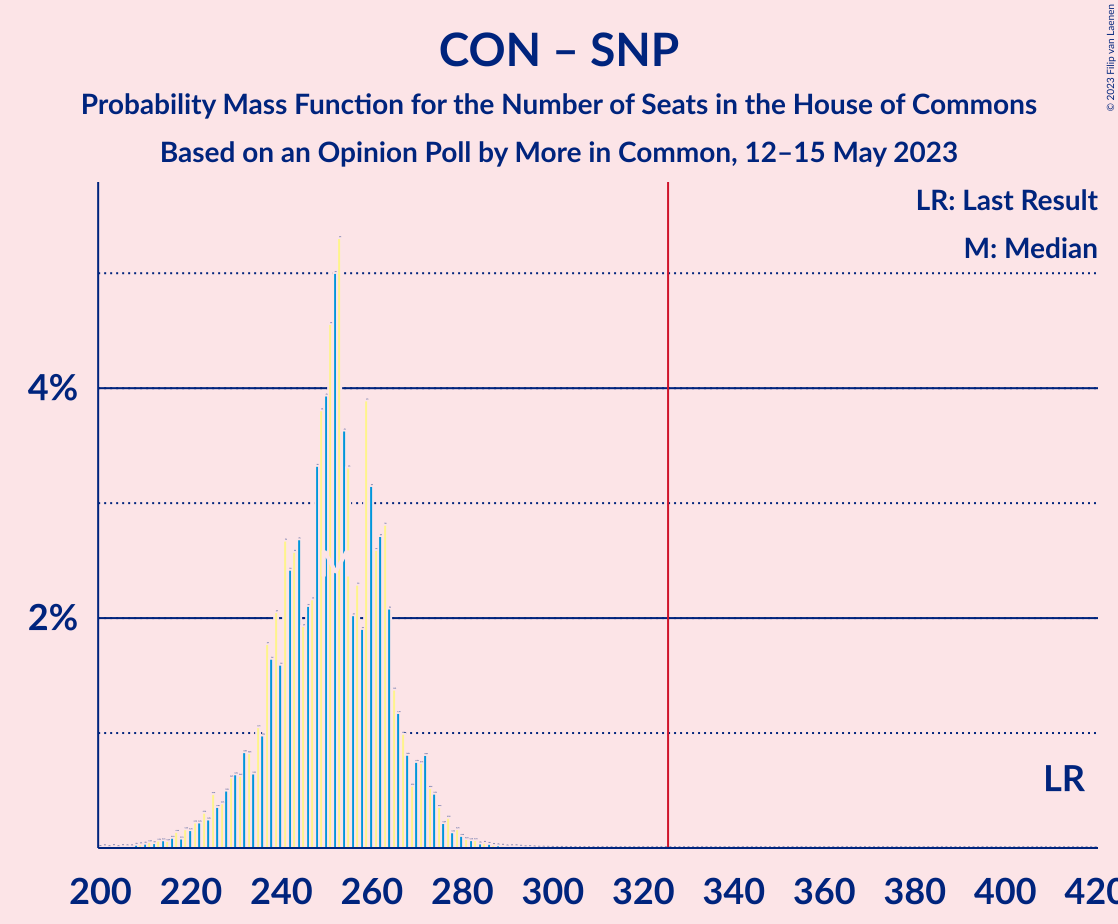 CON – SNP
Probability Mass Function for the Number of Seats in the House of Commons
Based on an Opinion Poll by More in Common, 12–15 May 2023
© 2023 Filip van Laenen
LR: Last Result
M: Median
4%
2%
LR
200 220 240 260 280 300 320 340 360 380 400 420